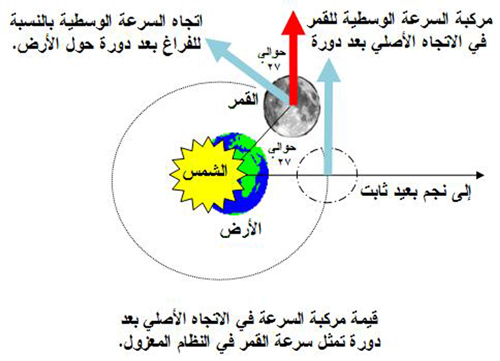 اتجاه السرعة الوسطية بالنسبة
للفراغ بعد دورة حول الأرض.
مركبة السرعة الوسطية للقمر
في الاتجاه الأصلي بعد دورة
حوالي
٢٧°
القمر
حوالي
٢٧°
الشمس
إلى نجم بعيد ثابت
الأرض
قيمة مركبة السرعة في الاتجاه الأصلي بعد
دورة تمثل سرعة القمر في النظام المعزول.